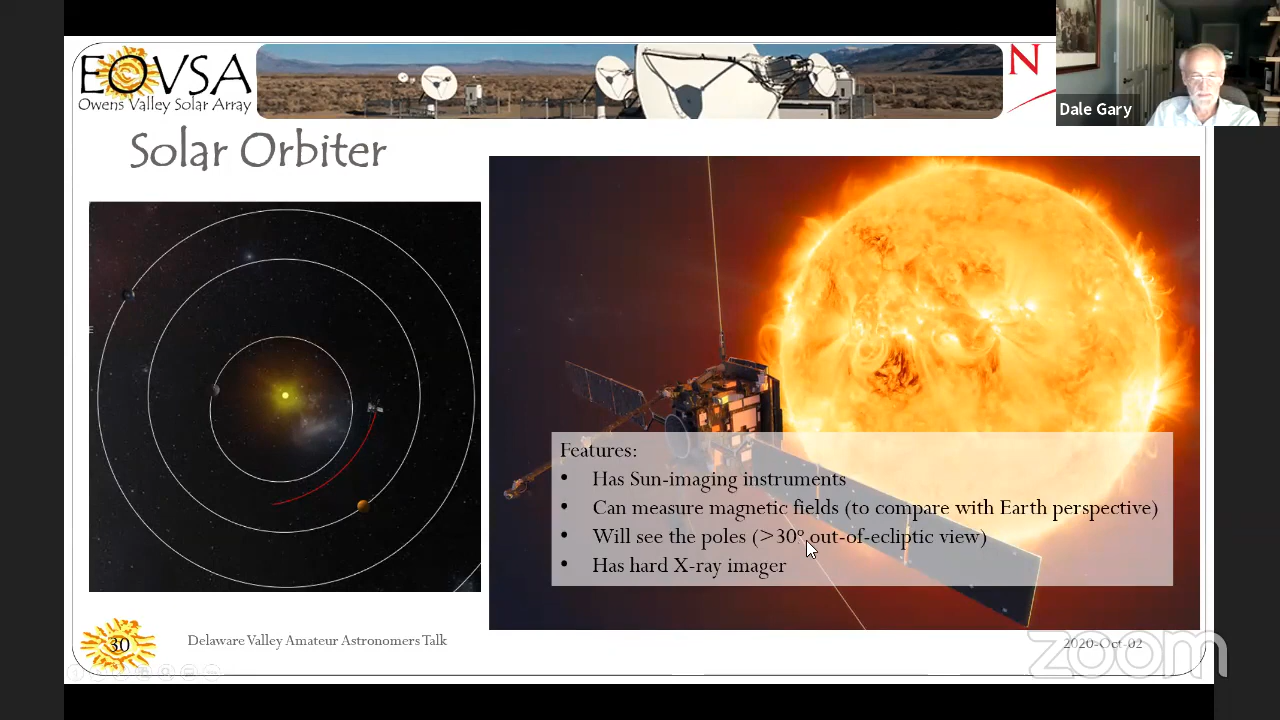 EOVSA
Owens Valley Solar Array
N
Dale Gary
Solar Orbiter
Features:
• Has Sun-imaging instruments
• Can measure magnetic fields (to compare with Earth perspective)
• Will see the poles (>30° out-of-ecliptic view)
• Has hard X-ray imager
30
Delaware Valley Amateur Astronomers Talk
2020-Oct-02
zoom